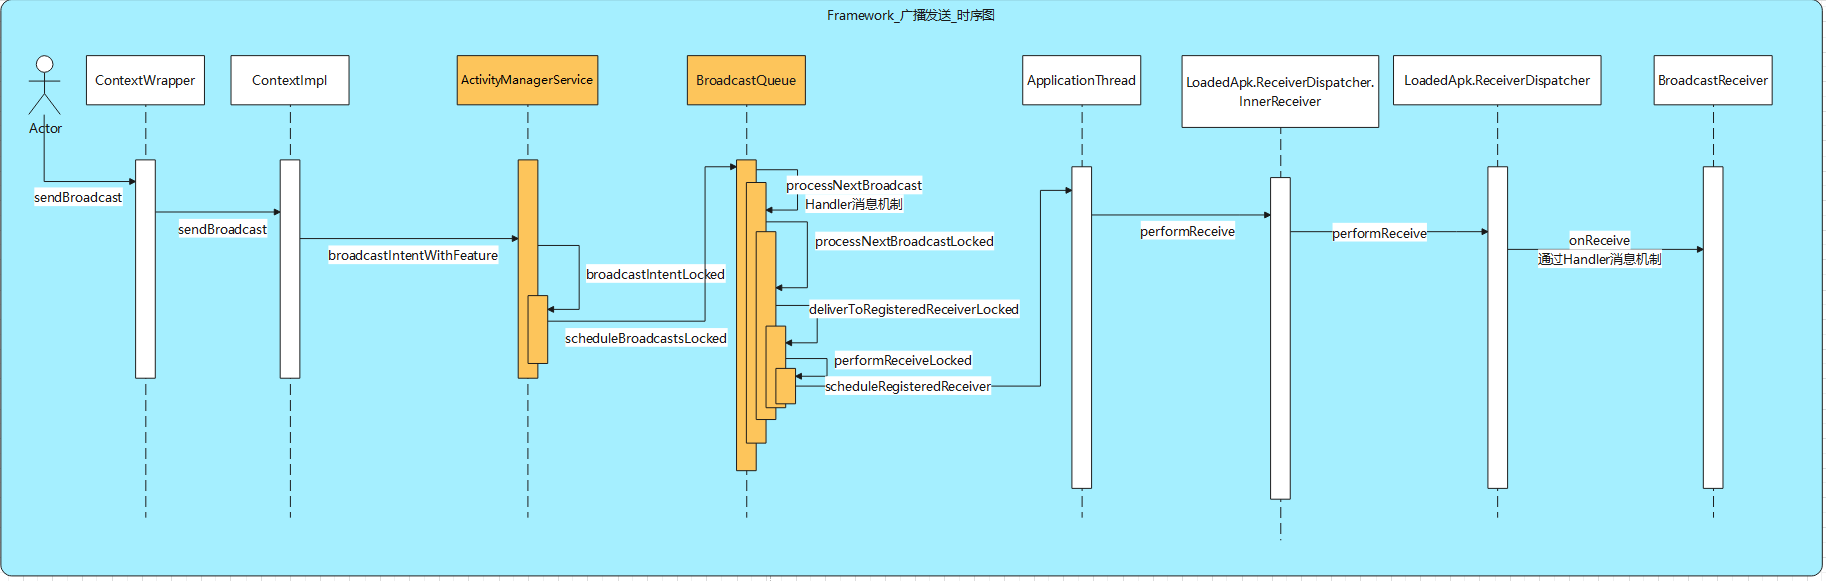 Framework_广播发送_时序图
Actor
ContextWrapper
ContextImpl
ActivityManagerService
BroadcastQueue
ApplicationThread
LoadedApk.ReceiverDispatcher.
InnerReceiver
LoadedApk.ReceiverDispatcher
BroadcastReceiver
sendBroadcast
sendBroadcast
broadcastIntentWithFeature
broadcastIntentLocked
scheduleBroadcastsLocked
processNextBroadcast
Handler消息机制
processNextBroadcastLocked
deliverToRegisteredReceiverLocked
performReceiveLocked
scheduleRegisteredReceiver
performReceive
performReceive
onReceive
通过Handler消息机制